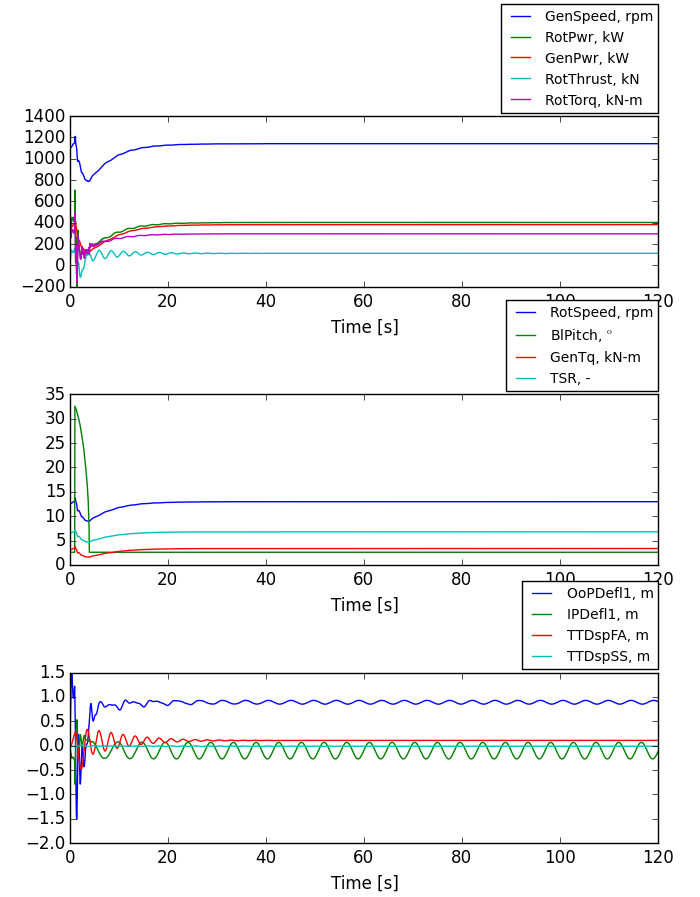 GenSpeed, rpm
RotPwr, kW
GenPwr, kW
RotThrust, kN
RotTorq, kN-m
1400
1200
1000
800
600
400
200
0
−200
0 20 40 60 80 100 120
Time [s]
RotSpeed, rpm
BlPitch, °
GenTq, kN-m
TSR, -
35
30
25
20
15
10
5
0
0 20 40 60 80 100 120
Time [s]
OoPDefl1, m
IPDefl1, m
TTDspFA, m
TTDspSS, m
1.5
1.0
0.5
0.0
−0.5
−1.0
−1.5
−2.0
0 20 40 60 80 100 120
Time [s]